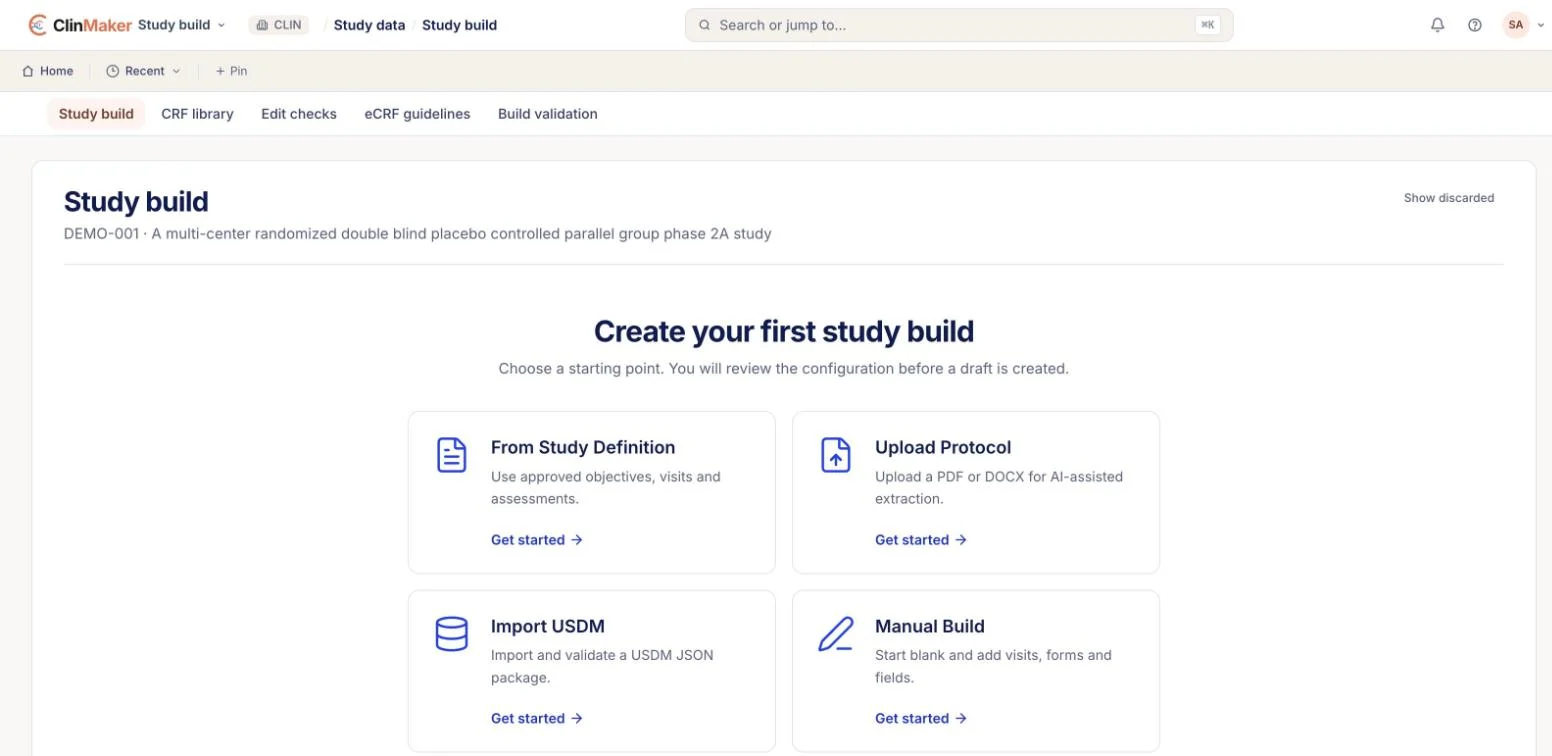 ClinMaker Study build CLIN / Study data / Study build Search or jump to... ⌘K SA
Home Recent + Pin
Study build CRF library Edit checks eCRF guidelines Build validation
Study build Show discarded
DEMO-001 · A multi-center randomized double blind placebo controlled parallel group phase 2A study
Create your first study build
Choose a starting point. You will review the configuration before a draft is created.
From Study Definition
Use approved objectives, visits and
assessments.
Get started →
Upload Protocol
Upload a PDF or DOCX for AI-assisted
extraction.
Get started →
Import USDM
Import and validate a USDM JSON
package.
Get started →
Manual Build
Start blank and add visits, forms and
fields.
Get started →